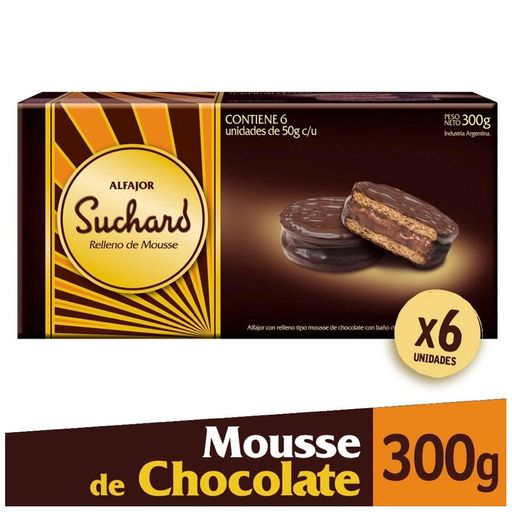 ALFAJOR
Suchard
Relleno de Mousse
CONTIENE 6
unidades de 50g c/u
PESO
NETO 300g
Industria Argentina.
Alfajor con relleno tipo mousse de chocolate con baño
X6
UNIDADES
Mousse
de Chocolate
300g